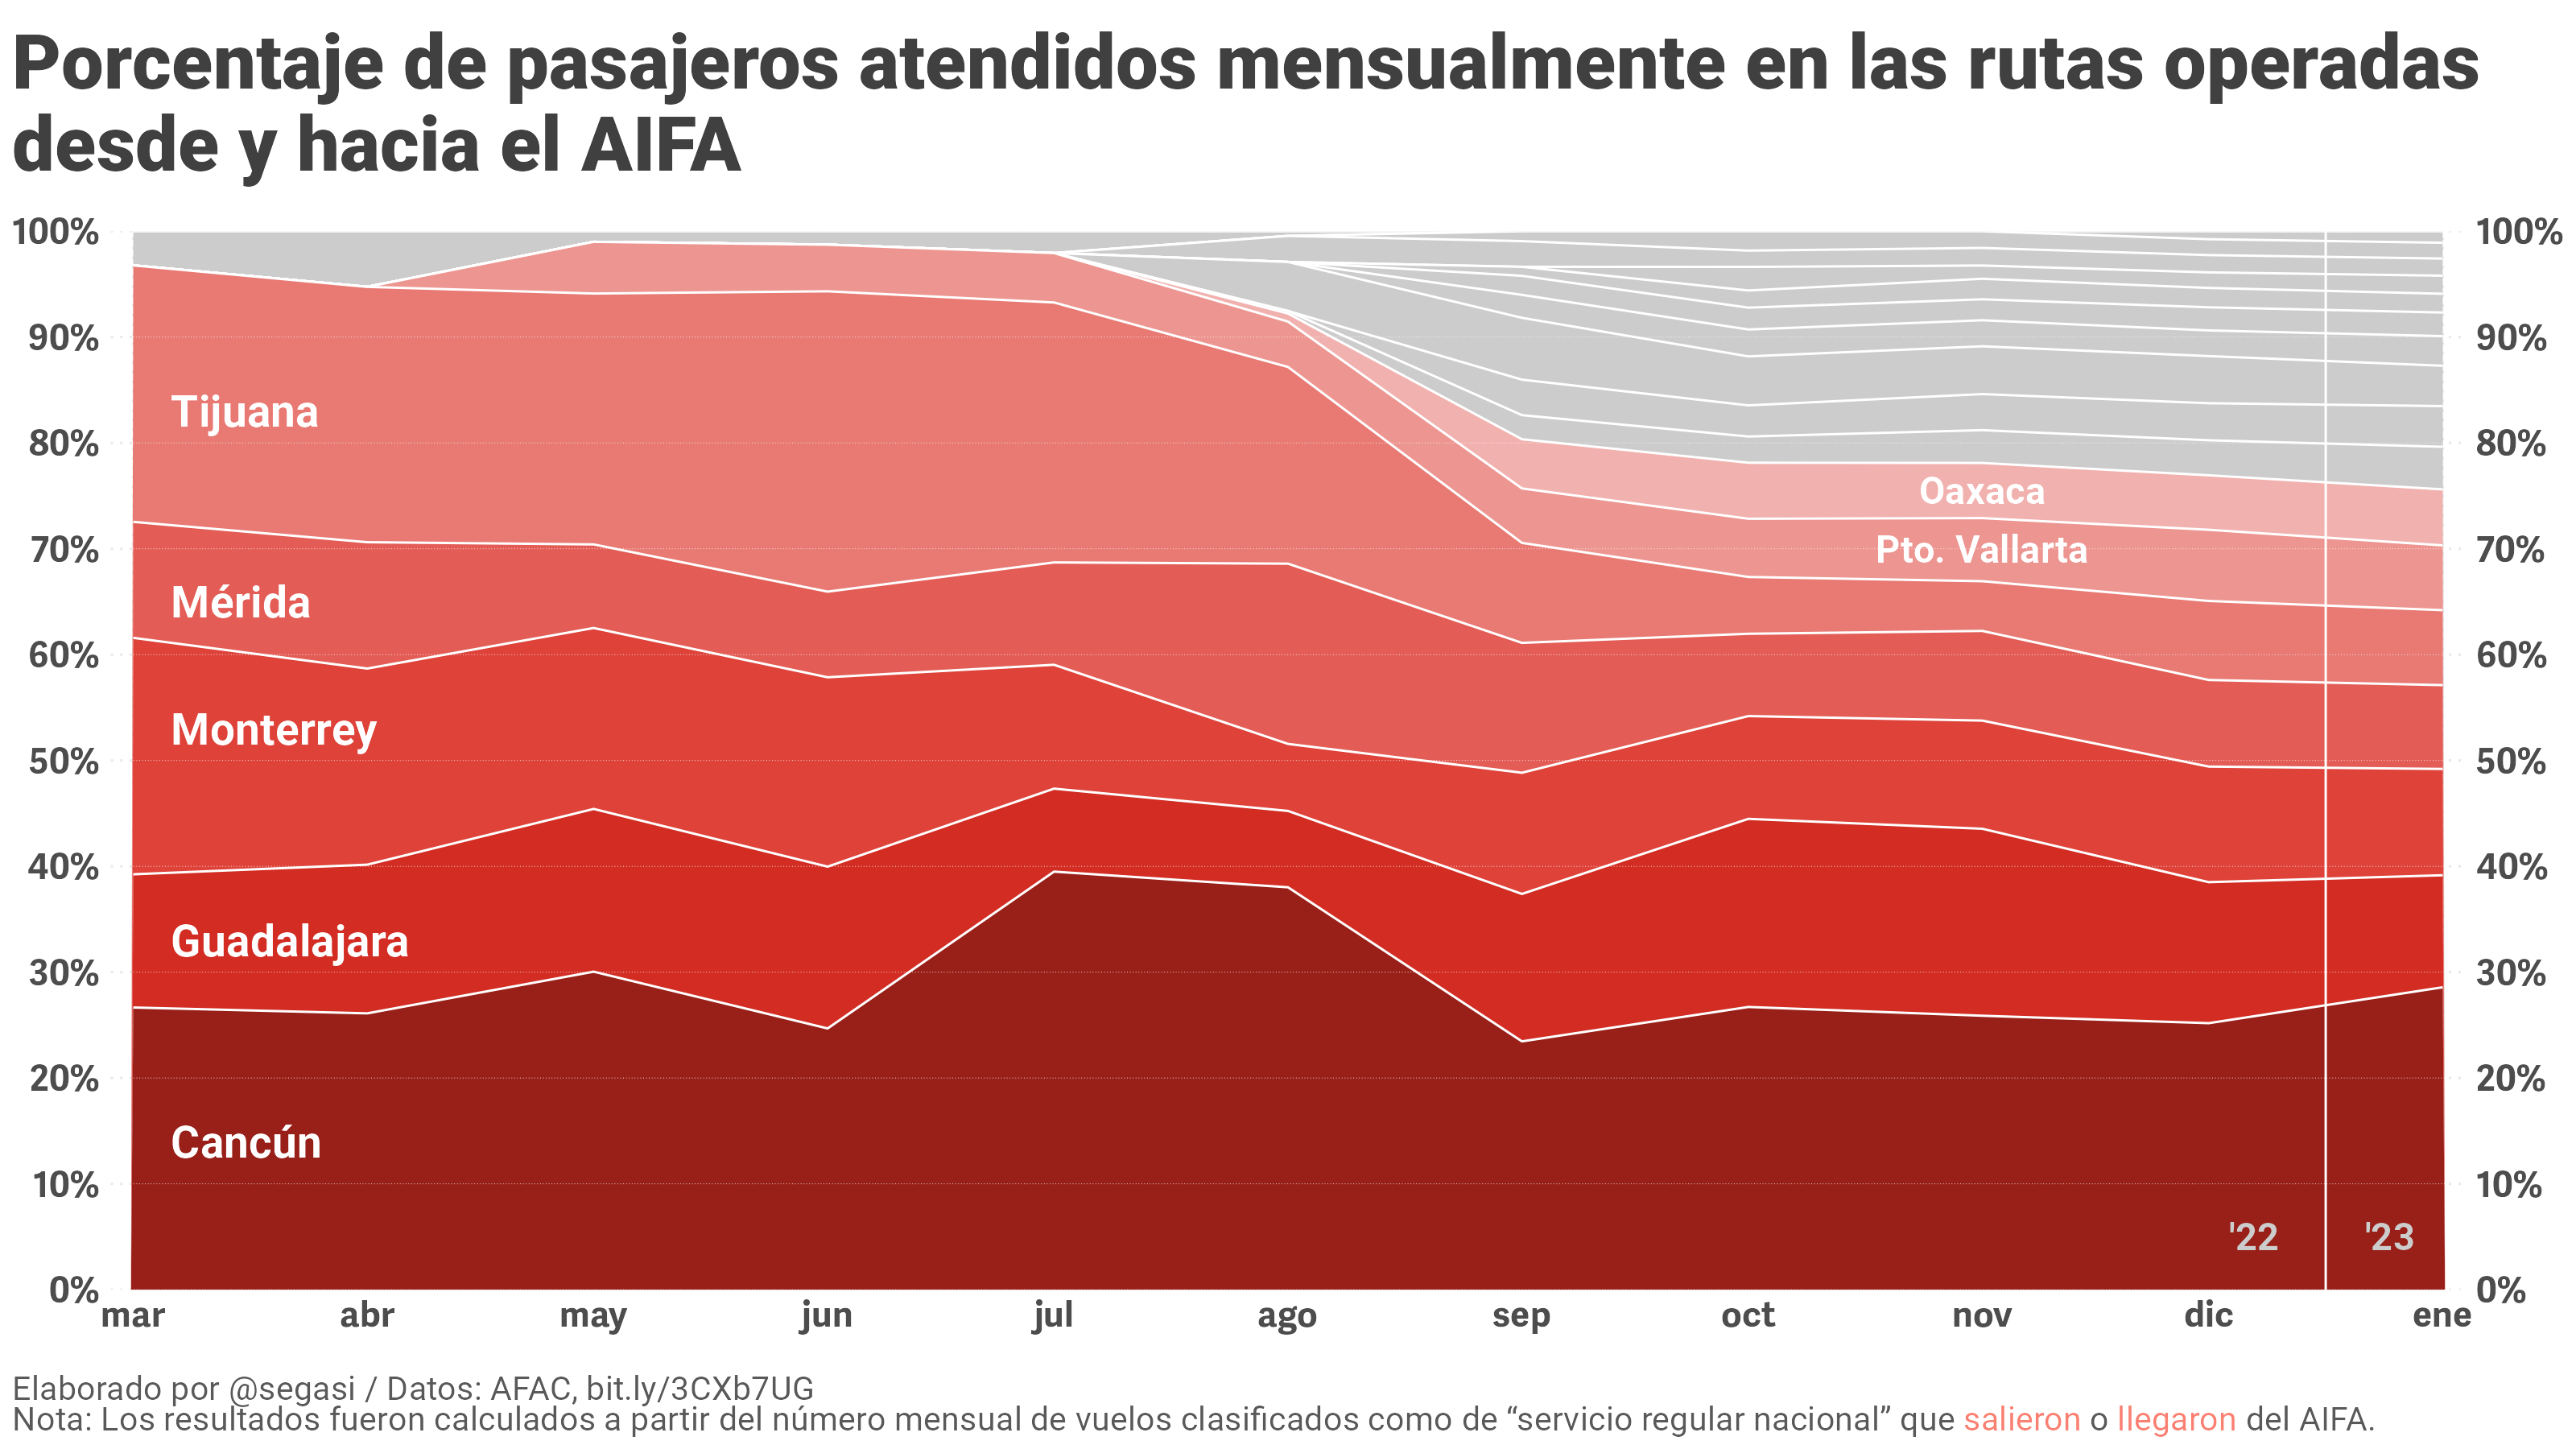 Porcentaje de pasajeros atendidos mensualmente en las rutas operadas
desde y hacia el AIFA
100% 100%
90% 90%
80% 80%
70% 70%
60% 60%
50% 50%
40% 40%
30% 30%
20% 20%
10% 10%
0% 0%
Tijuana
Oaxaca
Pto. Vallarta
Mérida
Monterrey
Guadalajara
Cancún
'22 '23
mar abr may jun jul ago sep oct nov dic ene
Elaborado por @segasi / Datos: AFAC, bit.ly/3CXb7UG
Nota: Los resultados fueron calculados a partir del número mensual de vuelos clasificados como de “servicio regular nacional” que salieron o llegaron del AIFA.